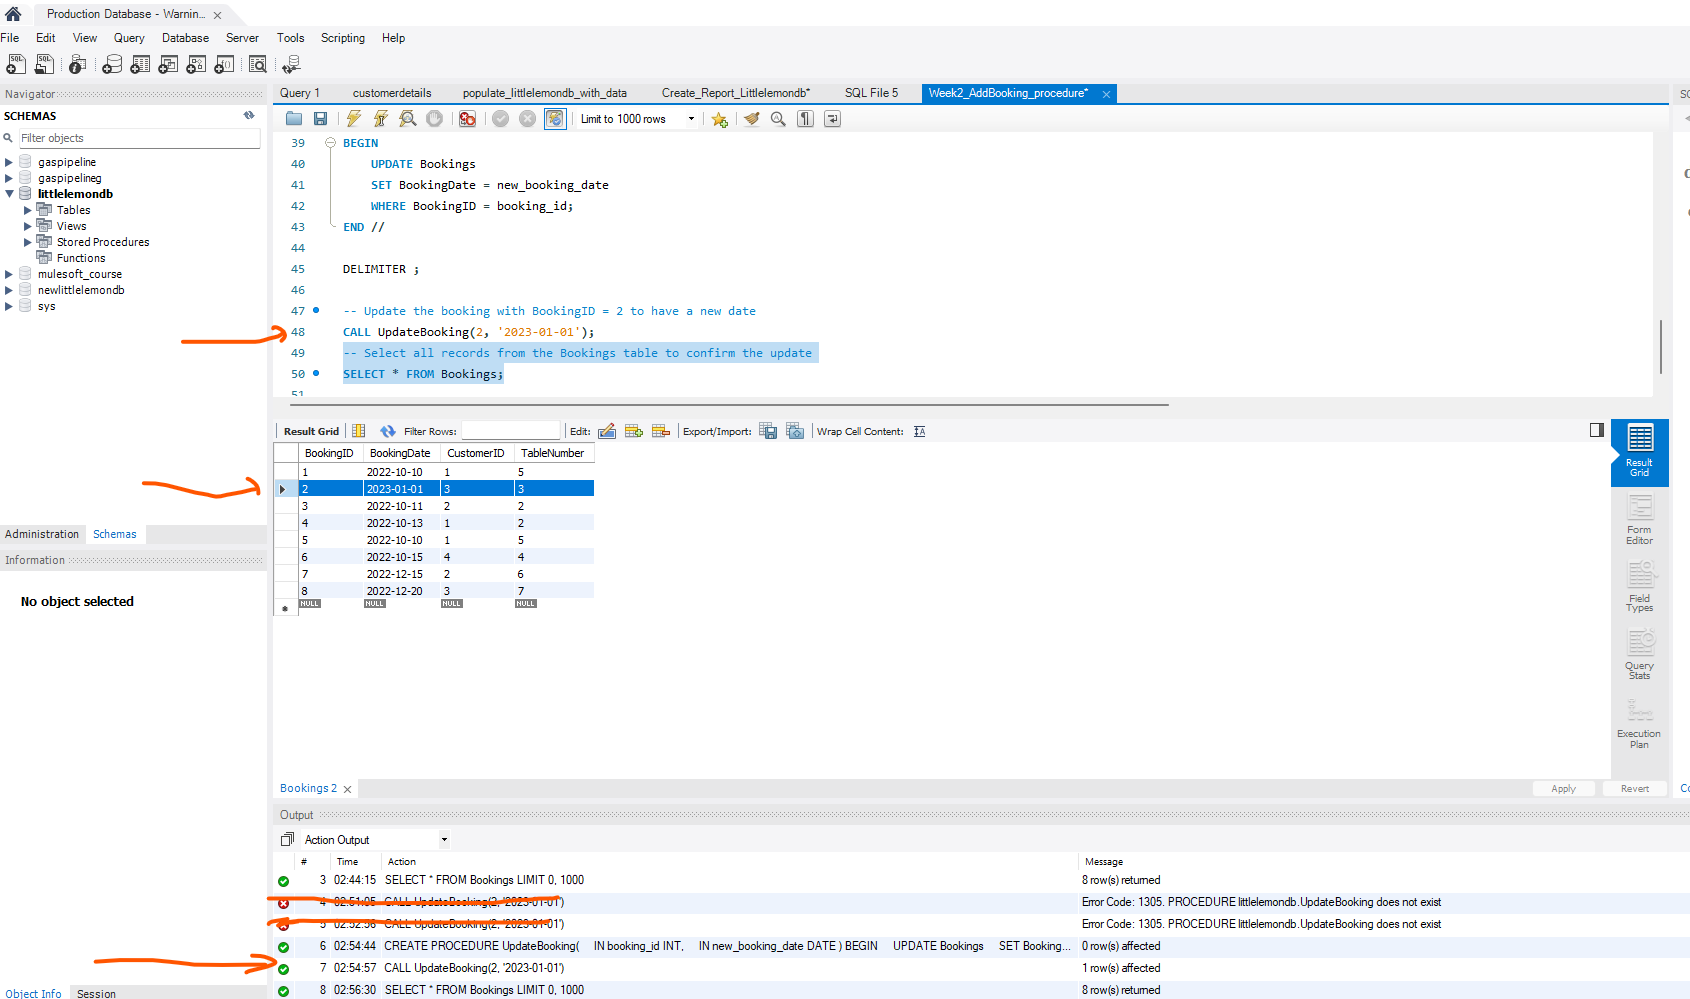 Production Database - Warnin...
File Edit View Query Database Server Tools Scripting Help
Navigator
SCHEMAS
Filter objects
gaspipeline
gaspipelineg
littlelemondb
Tables
Views
Stored Procedures
Functions
mulesoft_course
newlittlelemondb
sys
Administration Schemas
Information
No object selected
Object Info Session
Query 1 customerdetails populate_littlelemondb_with_data Create_Report_Littlelemondb* SQL File 5 Week2_AddBooking_procedure*
Limit to 1000 rows
39 BEGIN
40 UPDATE Bookings
41 SET BookingDate = new_booking_date
42 WHERE BookingID = booking_id;
43 END //
44
45 DELIMITER ;
46
47 -- Update the booking with BookingID = 2 to have a new date
48 CALL UpdateBooking(2, '2023-01-01');
49 -- Select all records from the Bookings table to confirm the update
50 SELECT * FROM Bookings;
51
Result Grid Filter Rows: Edit: Export/Import: Wrap Cell Content:
BookingID BookingDate CustomerID TableNumber
1 2022-10-10 1 5
2 2023-01-01 3 3
3 2022-10-11 2 2
4 2022-10-13 1 2
5 2022-10-10 1 5
6 2022-10-15 4 4
7 2022-12-15 2 6
8 2022-12-20 3 7
NULL NULL NULL NULL
Result Grid
Form Editor
Field Types
Query Stats
Execution Plan
Bookings 2 Apply Revert
Output
Action Output
# Time Action Message
3 02:44:15 SELECT * FROM Bookings LIMIT 0, 1000 8 row(s) returned
4 02:51:05 CALL UpdateBooking(2, '2023-01-01') Error Code: 1305. PROCEDURE littlelemondb.UpdateBooking does not exist
5 02:52:58 CALL UpdateBooking(2, '2023-01-01') Error Code: 1305. PROCEDURE littlelemondb.UpdateBooking does not exist
6 02:54:44 CREATE PROCEDURE UpdateBooking( IN booking_id INT, IN new_booking_date DATE ) BEGIN UPDATE Bookings SET Booking... 0 row(s) affected
7 02:54:57 CALL UpdateBooking(2, '2023-01-01') 1 row(s) affected
8 02:56:30 SELECT * FROM Bookings LIMIT 0, 1000 8 row(s) returned